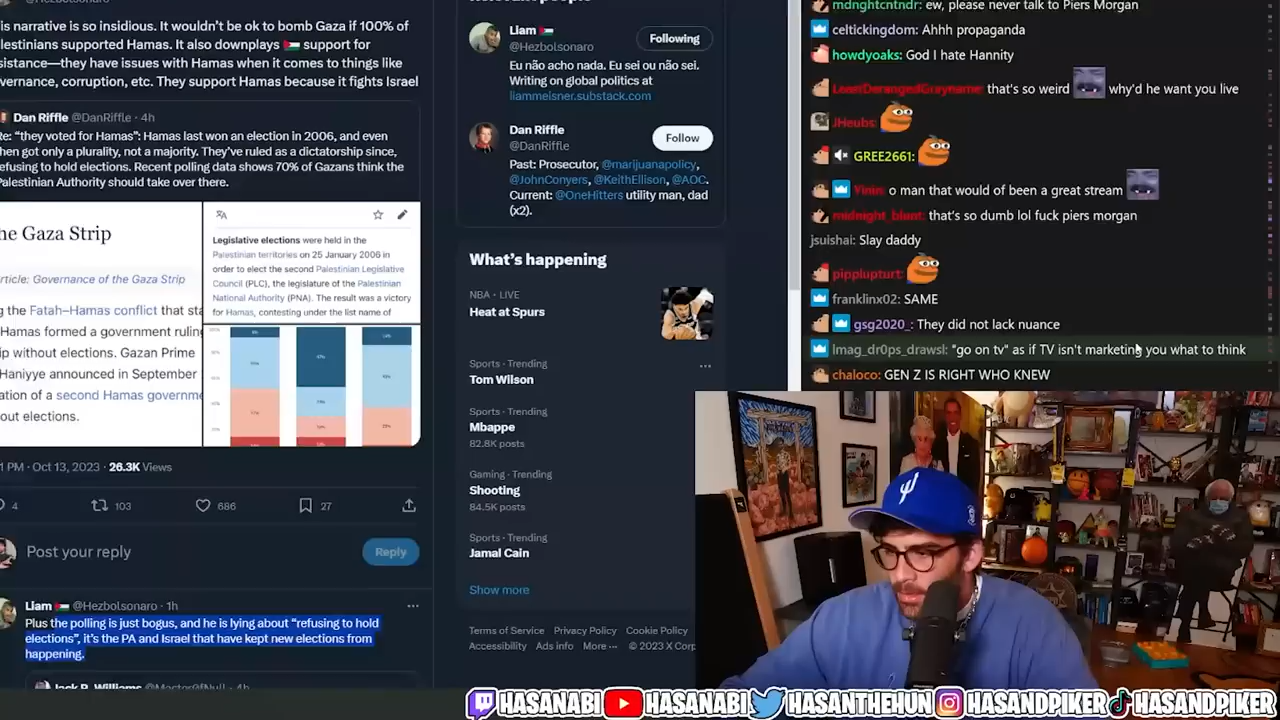 is narrative is so insidious. It wouldn't be ok to bomb Gaza if 100% of
alestinians supported Hamas. It also downplays 🇵🇸 support for
sistance—they have issues with Hamas when it comes to things like
vernance, corruption, etc. They support Hamas because it fights Israel
Dan Riffle @DanRiffle · 4h
Re: "they voted for Hamas": Hamas last won an election in 2006, and even
hen got only a plurality, not a majority. They've ruled as a dictatorship since,
refusing to hold elections. Recent polling data shows 70% of Gazans think the
Palestinian Authority should take over there.
he Gaza Strip
rticle: Governance of the Gaza Strip
g the Fatah–Hamas conflict that sta
Hamas formed a government ruling
ip without elections. Gazan Prime
Haniyye announced in September
ation of a second Hamas governme
out elections.
Legislative elections were held in the
Palestinian territories on 25 January 2006 in
order to elect the second Palestinian Legislative
Council (PLC), the legislature of the Palestinian
National Authority (PNA). The result was a victory
for Hamas, contesting under the list name of
1 PM · Oct 13, 2023 · 26.3K Views
4
103
686
27
Post your reply
Reply
Liam 🇵🇸 @Hezbolsonaro · 1h
Plus the polling is just bogus, and he is lying about "refusing to hold
elections", it's the PA and Israel that have kept new elections from
happening.
Jack P. Williams @MasterOfNull · 4h
Liam 🇵🇸
@Hezbolsonaro
Following
Eu não acho nada. Eu sei ou não sei.
Writing on global politics at
liammeisner.substack.com
Dan Riffle
@DanRiffle
Follow
Past: Prosecutor, @marijuanapolicy,
@JohnConyers, @KeithEllison, @AOC.
Current: @OneHitters utility man, dad
(x2).
What's happening
NBA · LIVE
Heat at Spurs
Sports · Trending
Tom Wilson
Sports · Trending
Mbappe
82.8K posts
Gaming · Trending
Shooting
84.5K posts
Sports · Trending
Jamal Cain
Show more
Terms of Service Privacy Policy Cookie Policy
Accessibility Ads info More ··· © 2023 X Corp
mdnghtcntndr: ew, please never talk to Piers Morgan
celtickingdom: Ahhh propaganda
howdyoaks: God I hate Hannity
LeastDerangedGrayname: that's so weird why'd he want you live
JHeubs:
GREE2661:
Vinin: o man that would of been a great stream
midnight_blunt: that's so dumb lol fuck piers morgan
jsuishai: Slay daddy
pipplupturt:
franklinx02: SAME
gsg2020_: They did not lack nuance
lmag_dr0ps_drawsl: "go on tv" as if TV isn't marketing you what to think
chaloco: GEN Z IS RIGHT WHO KNEW
HASANABI HASANABI HASANTHEHUN HASANDPIKER HASANDPIKER